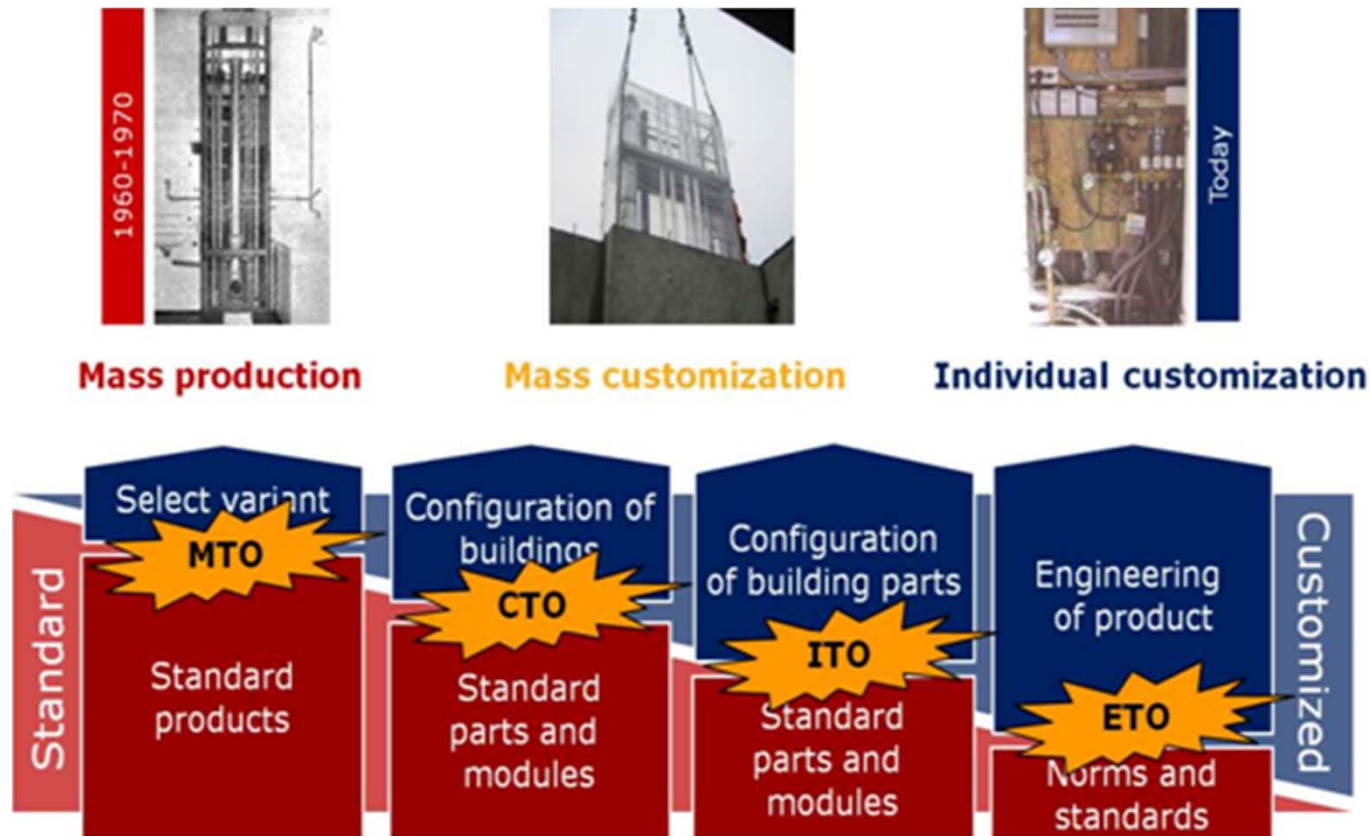 1960-1970
Today
Mass production
Mass customization
Individual customization
Standard
Select variant
MTO
Standard
products
Configuration of
buildings
CTO
Standard
parts and
modules
Configuration
of building parts
ITO
Standard
parts and
modules
Engineering
of product
ETO
Norms and
standards
Customized